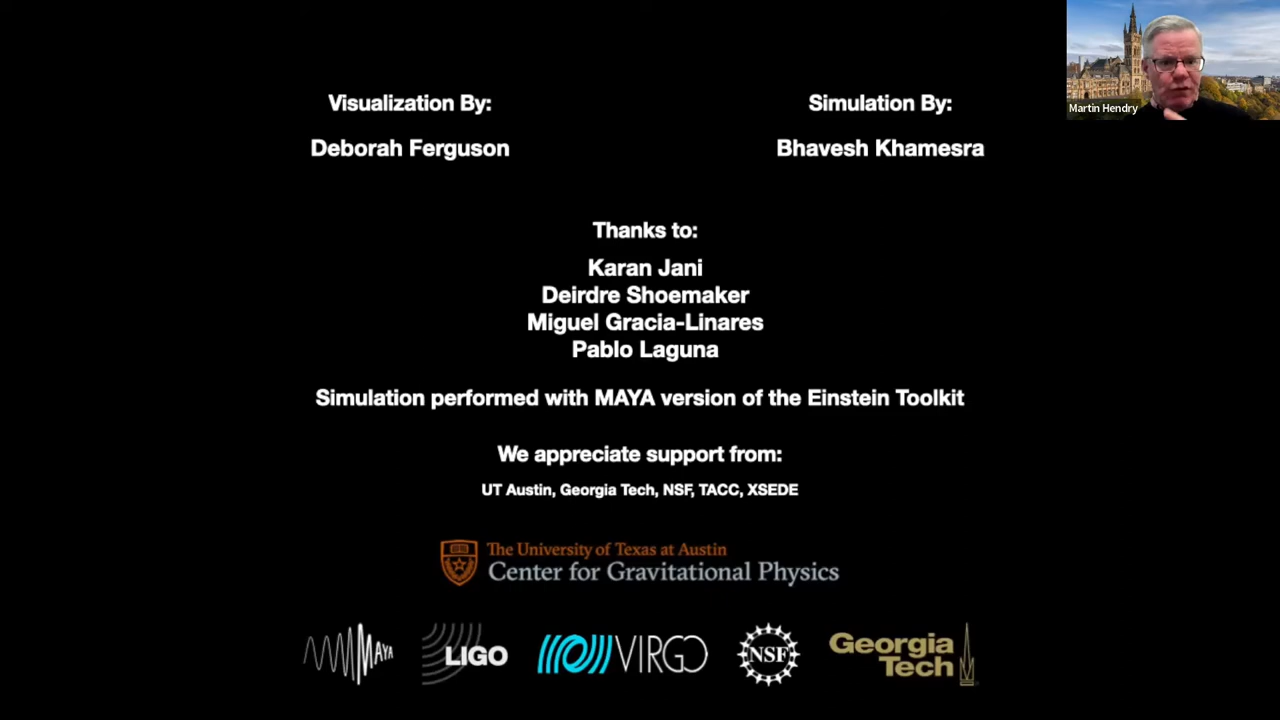 Visualization By:
Deborah Ferguson
Simulation By:
Bhavesh Khamesra
Martin Hendry
Thanks to:
Karan Jani
Deirdre Shoemaker
Miguel Gracia-Linares
Pablo Laguna
Simulation performed with MAYA version of the Einstein Toolkit
We appreciate support from:
UT Austin, Georgia Tech, NSF, TACC, XSEDE
The University of Texas at Austin
Center for Gravitational Physics
MAYA
LIGO
VIRGO
NSF
Georgia
Tech